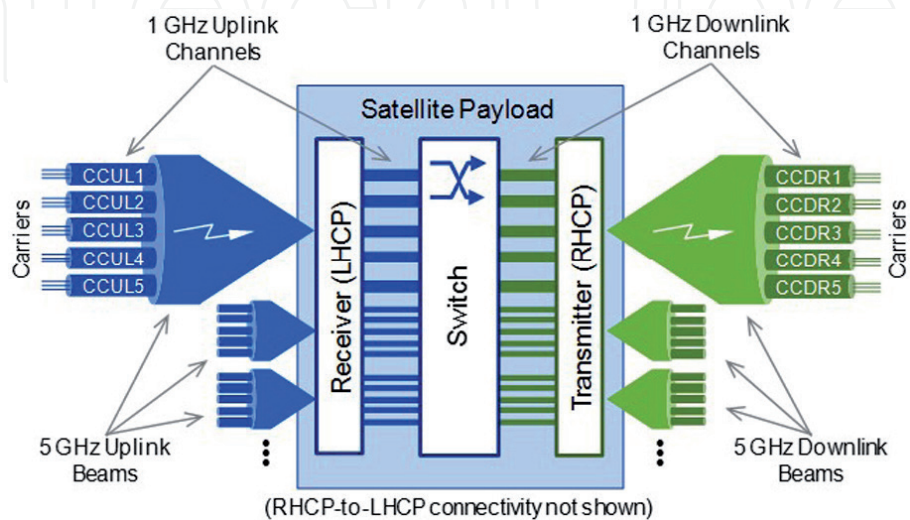 1 GHz Uplink
Channels
1 GHz Downlink
Channels
Satellite Payload
Carriers
CCUL1
CCUL2
CCUL3
CCUL4
CCUL5
Receiver (LHCP)
Switch
Transmitter (RHCP)
CCDR1
CCDR2
CCDR3
CCDR4
CCDR5
Carriers
5 GHz Uplink
Beams
5 GHz Downlink
Beams
(RHCP-to-LHCP connectivity not shown)